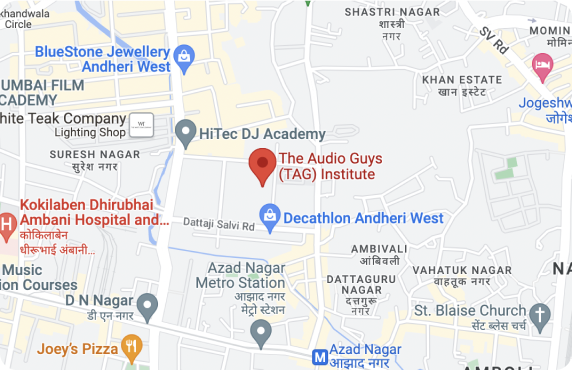 khandwala
Circle
SHASTRI NAGAR
शास्त्री
नगर
SV Rd
MOMIN
मोमि
BlueStone Jewellery
Andheri West
KHAN ESTATE
खान इस्टेट
UMBAI FILM
CADEMY
hite Teak Company
Lighting Shop
Jogeshw
जोगेश
HiTec DJ Academy
SURESH NAGAR
सुरेश नगर
The Audio Guys
(TAG) Institute
Kokilaben Dhirubhai
Ambani Hospital and...
कोकिलाबेन
धीरूभाई अंबानी...
Dattaji Salvi Rd
Decathlon Andheri West
AMBIVALI
आंबिवली
Music
ion Courses
Azad Nagar
Metro Station
आझाद नगर
मेट्रो स्टेशन
DATTAGURU
NAGAR
दत्तगुरू
नगर
VAHATUK NAGAR
वाहतूक नगर
NA
D N Nagar
डी एन नगर
St. Blaise Church
सेंट ब्लेस चर्च
Joey's Pizza
Azad Nagar
आझाद नगर